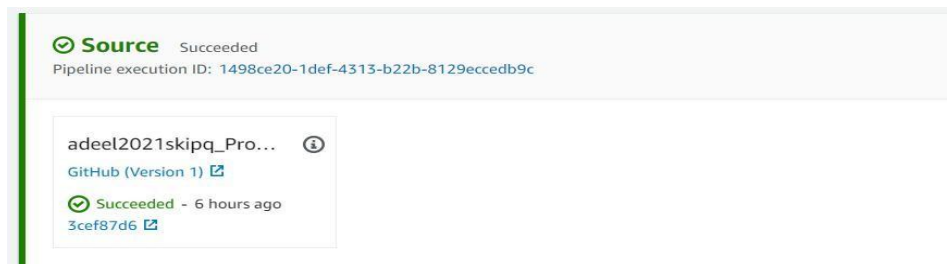 Source Succeeded
Pipeline execution ID: 1498ce20-1def-4313-b22b-8129eccedb9c
adeel2021skipq_Pro...
GitHub (Version 1)
Succeeded - 6 hours ago
3cef87d6